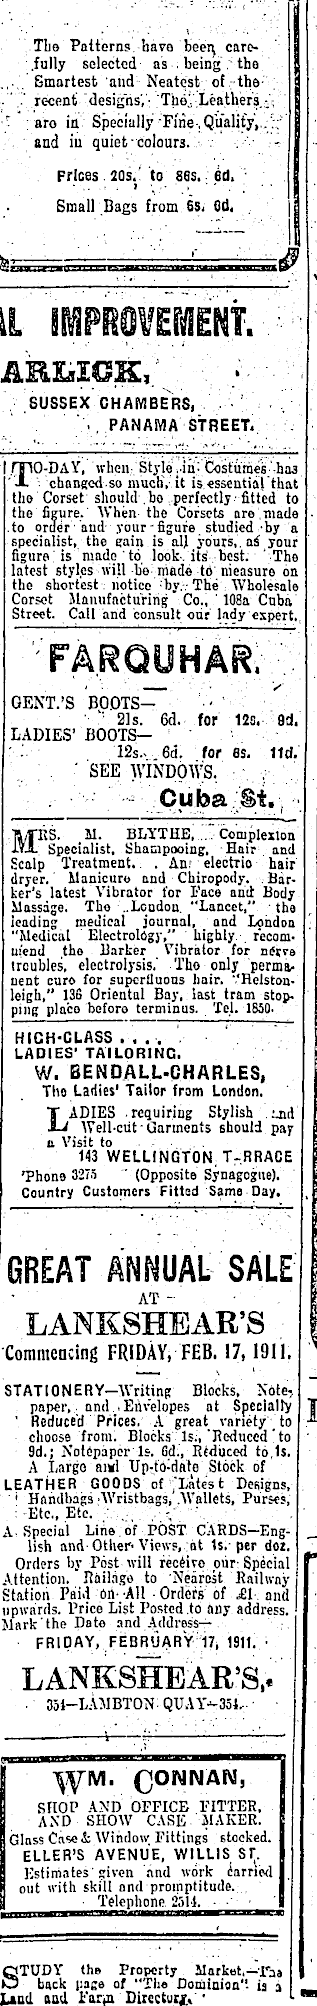 The Patterns have been care-
fully selected as being the
Smartest and Neatest of the
recent designs, The Leathers
are in Specially Fine Quality,
and in quiet colours.
Prices 20s. to 86s. 6d.
Small Bags from 6s. 6d.
AL IMPROVEMENT.
ARLICK,
SUSSEX CHAMBERS,
PANAMA STREET.
TO-DAY, when Style in Costumes has
changed so much, it is essential that
the Corset should be perfectly fitted to
the figure. When the Corsets are made
to order and your figure studied by a
specialist, the gain is all yours, as your
figure is made to look its best. The
latest styles will be made to measure on
the shortest notice by The Wholesale
Corset Manufacturing Co., 108a Cuba
Street. Call and consult our lady expert.
FARQUHAR.
GENT.'S BOOTS—
21s. 6d. for 12s. 9d.
LADIES' BOOTS—
12s. 6d. for 8s. 11d.
SEE WINDOWS.
Cuba St.
MRS. M. BLYTHE, Complexion
Specialist, Shampooing, Hair and
Scalp Treatment. An electrio hair
dryer. Manicure and Chiropody. Bar-
ker's latest Vibrator for Face and Body
Massage. The London "Lancet," the
leading medical journal, and London
"Medical Electrology," highly recom-
mend the Barker Vibrator for nerve
troubles, electrolysis. The only perma-
nent cure for superfluous hair. "Helston-
leigh," 136 Oriental Bay, last tram stop-
ping place before terminus. Tel. 1850.
HIGH-CLASS ....
LADIES' TAILORING.
W. BENDALL-CHARLES,
The Ladies' Tailor from London.
LADIES requiring Stylish and
Well-cut Garments should pay
a Visit to
143 WELLINGTON T-RRACE
'Phone 3275 (Opposite Synagogue).
Country Customers Fitted Same Day.
GREAT ANNUAL SALE
AT
LANKSHEAR'S
Commencing FRIDAY, FEB. 17, 1911.
STATIONERY—Writing Blocks, Note-
paper, and Envelopes at Specially
Reduced Prices. A great variety to
choose from. Blocks 1s., Reduced to
9d.; Notepaper 1s. 6d., Reduced to 1s.
A Large and Up-to-date Stock of
LEATHER GOODS of Latest Designs,
Handbags Wristbags, Wallets, Purses,
Etc., Etc.
A Special Line of POST CARDS—Eng-
lish and Other Views, at 1s. per doz.
Orders by Post will receive our Special
Attention. Railage to Nearest Railway
Station Paid on All Orders of £1 and
upwards. Price List Posted to any address.
Mark the Date and Address—
FRIDAY, FEBRUARY 17, 1911.
LANKSHEAR'S,
354—LAMBTON QUAY—354.
WM. CONNAN,
SHOP AND OFFICE FITTER,
AND SHOW CASE MAKER.
Glass Case & Window Fittings stocked.
ELLER'S AVENUE, WILLIS ST.
Estimates given and work carried
out with skill and promptitude.
Telephone 2514.
STUDY the Property Market.—The
back page of "The Dominion" is a
Land and Farm Directory.